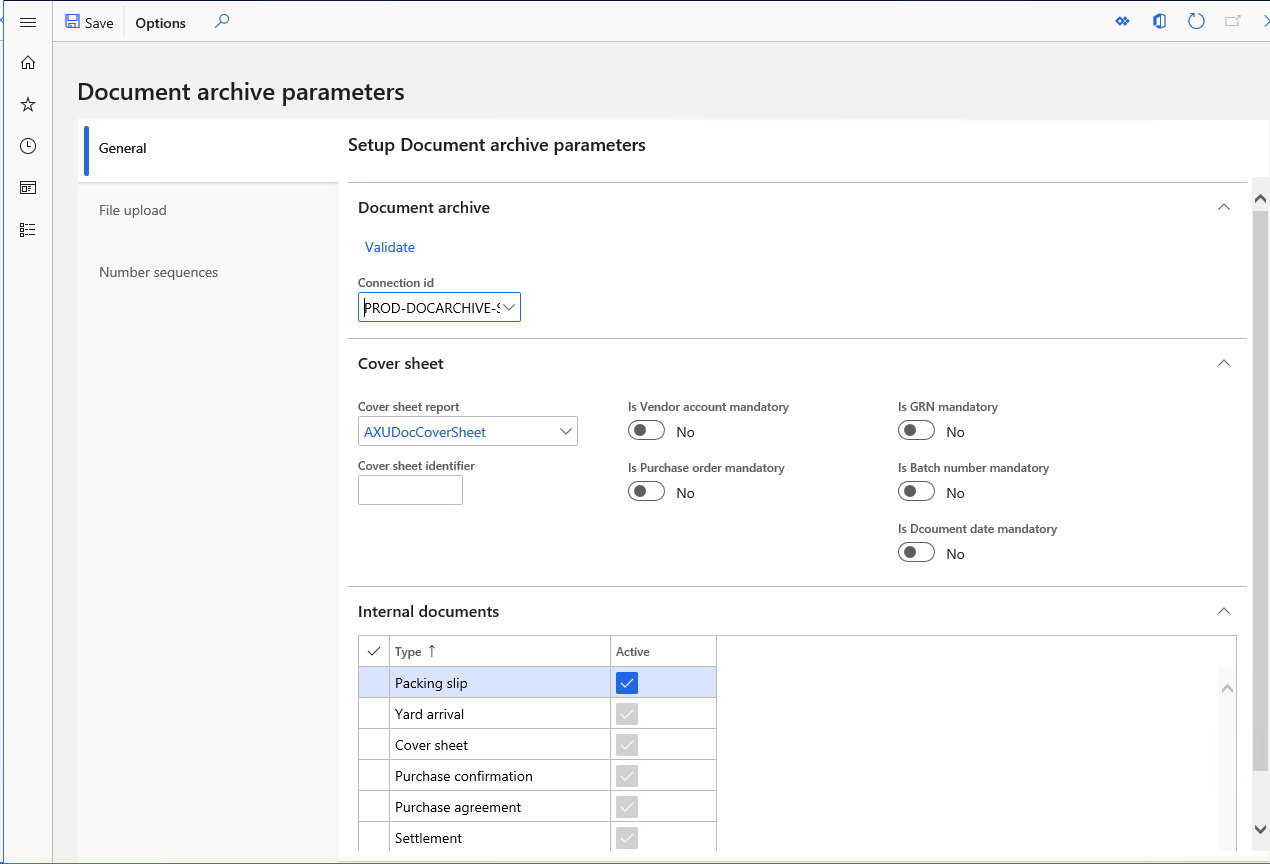 Save
Options
Document archive parameters
General
File upload
Number sequences
Setup Document archive parameters
Document archive
Validate
Connection id
PROD-DOCARCHIVE-S
Cover sheet
Cover sheet report
AXUDocCoverSheet
Cover sheet identifier
Is Vendor account mandatory
No
Is Purchase order mandatory
No
Is GRN mandatory
No
Is Batch number mandatory
No
Is Dcoument date mandatory
No
Internal documents
Type Active
Packing slip
Yard arrival
Cover sheet
Purchase confirmation
Purchase agreement
Settlement